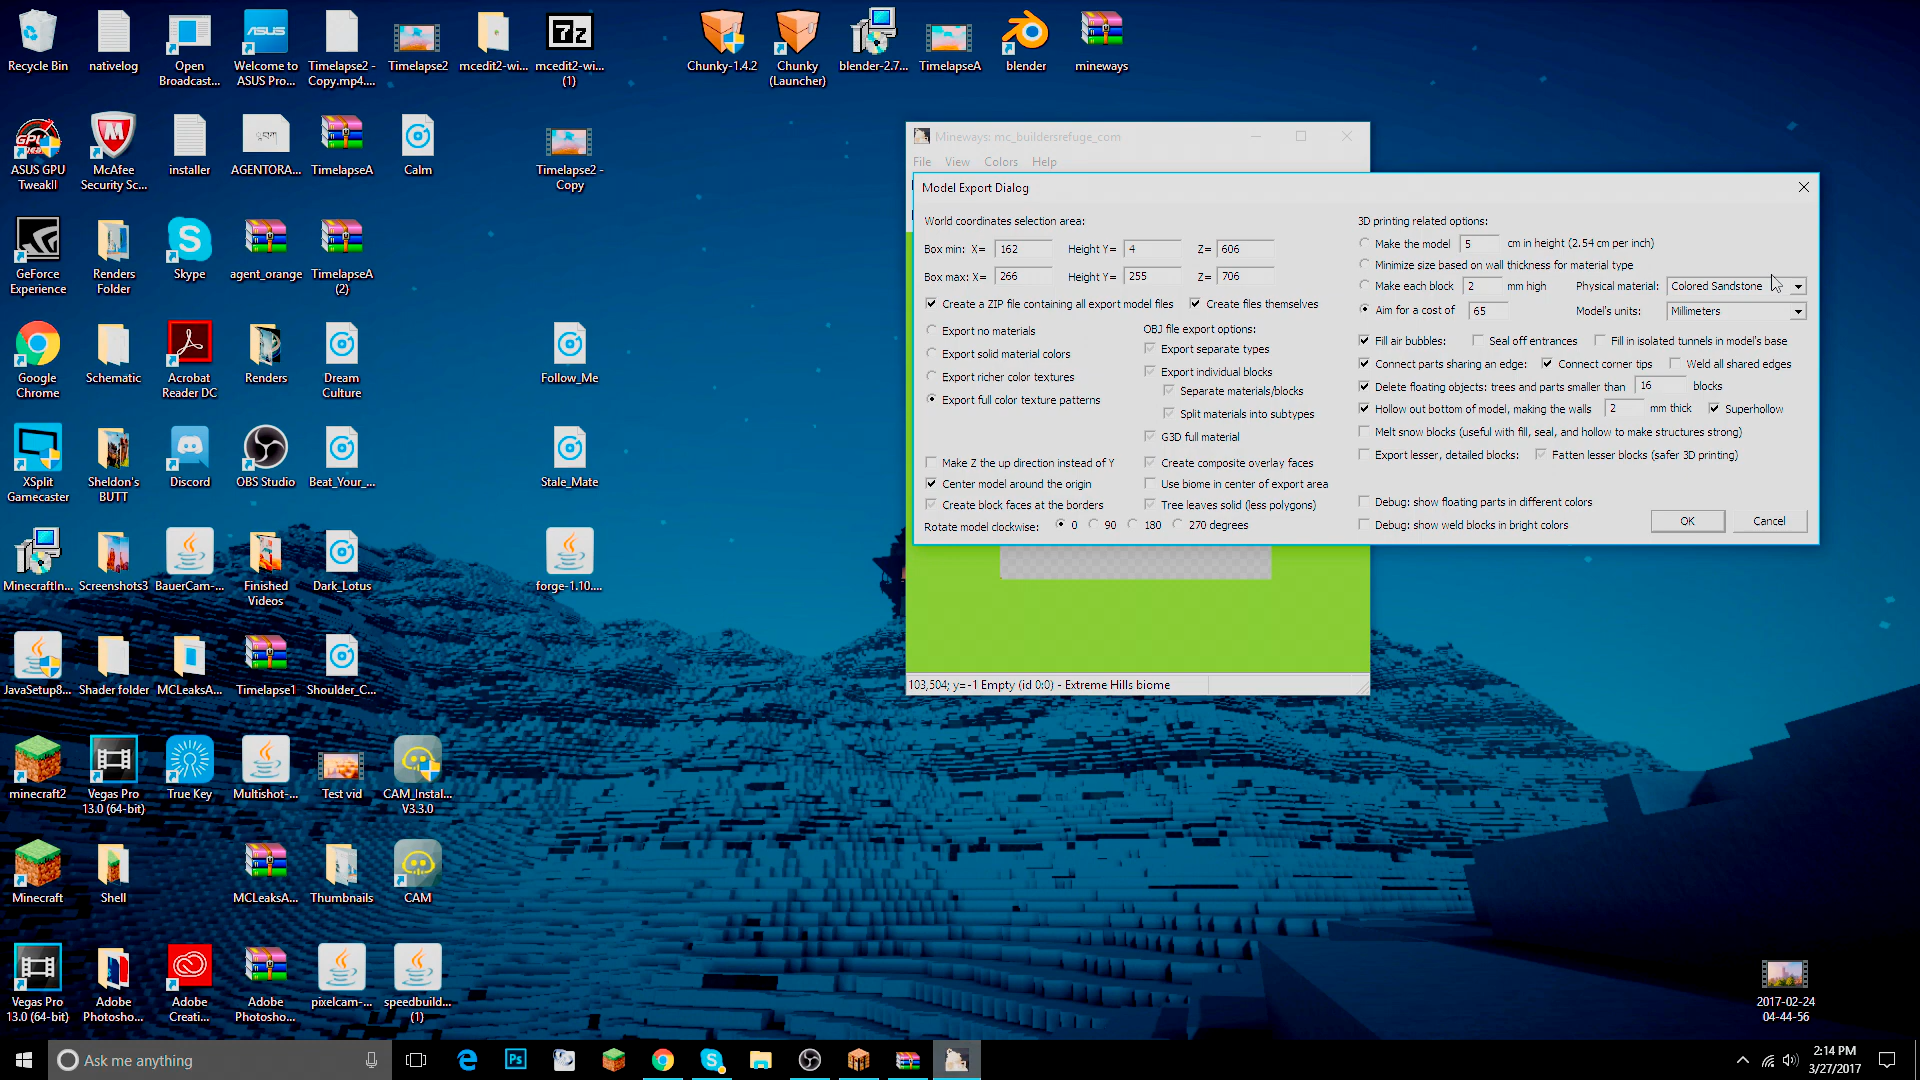 Recycle Bin
nativelog
Open
Broadcast...
Welcome to
ASUS Pro...
Timelapse2 -
Copy.mp4....
Timelapse2
mcedit2-wi...
mcedit2-wi...
(1)
Chunky-1.4.2
Chunky
(Launcher)
blender-2.7...
TimelapseA
blender
mineways
ASUS GPU
TweakII
McAfee
Security Sc...
installer
AGENTORA...
TimelapseA
Calm
Timelapse2 -
Copy
GeForce
Experience
Renders
Folder
Skype
agent_orange
TimelapseA
(2)
Google
Chrome
Schematic
Acrobat
Reader DC
Renders
Dream
Culture
Follow_Me
XSplit
Gamecaster
Sheldon's
BUTT
Discord
OBS Studio
Beat_Your_...
Stale_Mate
MinecraftIn...
Screenshots3
BauerCam-...
Finished
Videos
Dark_Lotus
forge-1.10....
JavaSetup8...
Shader folder
MCLeaksA...
Timelapse1
Shoulder_C...
minecraft2
Vegas Pro
13.0 (64-bit)
True Key
Multishot-...
Test vid
CAM_Instal...
V3.3.0
Minecraft
Shell
MCLeaksA...
Thumbnails
CAM
Vegas Pro
13.0 (64-bit)
Adobe
Photosho...
Adobe
Creati...
Adobe
Photosho...
pixelcam-...
speedbuild...
(1)
2017-02-24
04-44-56
Mineways: mc_buildersrefuge_com
File View Colors Help
Model Export Dialog
World coordinates selection area:
Box min: X= 162 Height Y= 4 Z= 606
Box max: X= 266 Height Y= 255 Z= 706
Create a ZIP file containing all export model files
Create files themselves
Export no materials
Export solid material colors
Export richer color textures
Export full color texture patterns
OBJ file export options:
Export separate types
Export individual blocks
Separate materials/blocks
Split materials into subtypes
G3D full material
Make Z the up direction instead of Y
Center model around the origin
Create block faces at the borders
Create composite overlay faces
Use biome in center of export area
Tree leaves solid (less polygons)
Rotate model clockwise: 0 90 180 270 degrees
3D printing related options:
Make the model 5 cm in height (2.54 cm per inch)
Minimize size based on wall thickness for material type
Make each block 2 mm high Physical material: Colored Sandstone
Aim for a cost of 65 Model's units: Millimeters
Fill air bubbles: Seal off entrances Fill in isolated tunnels in model's base
Connect parts sharing an edge: Connect corner tips Weld all shared edges
Delete floating objects: trees and parts smaller than 16 blocks
Hollow out bottom of model, making the walls 2 mm thick Superhollow
Melt snow blocks (useful with fill, seal, and hollow to make structures strong)
Export lesser, detailed blocks: Fatten lesser blocks (safer 3D printing)
Debug: show floating parts in different colors
Debug: show weld blocks in bright colors
OK Cancel
103,504; y=-1 Empty (id 0:0) - Extreme Hills biome
Ask me anything
2:14 PM
3/27/2017